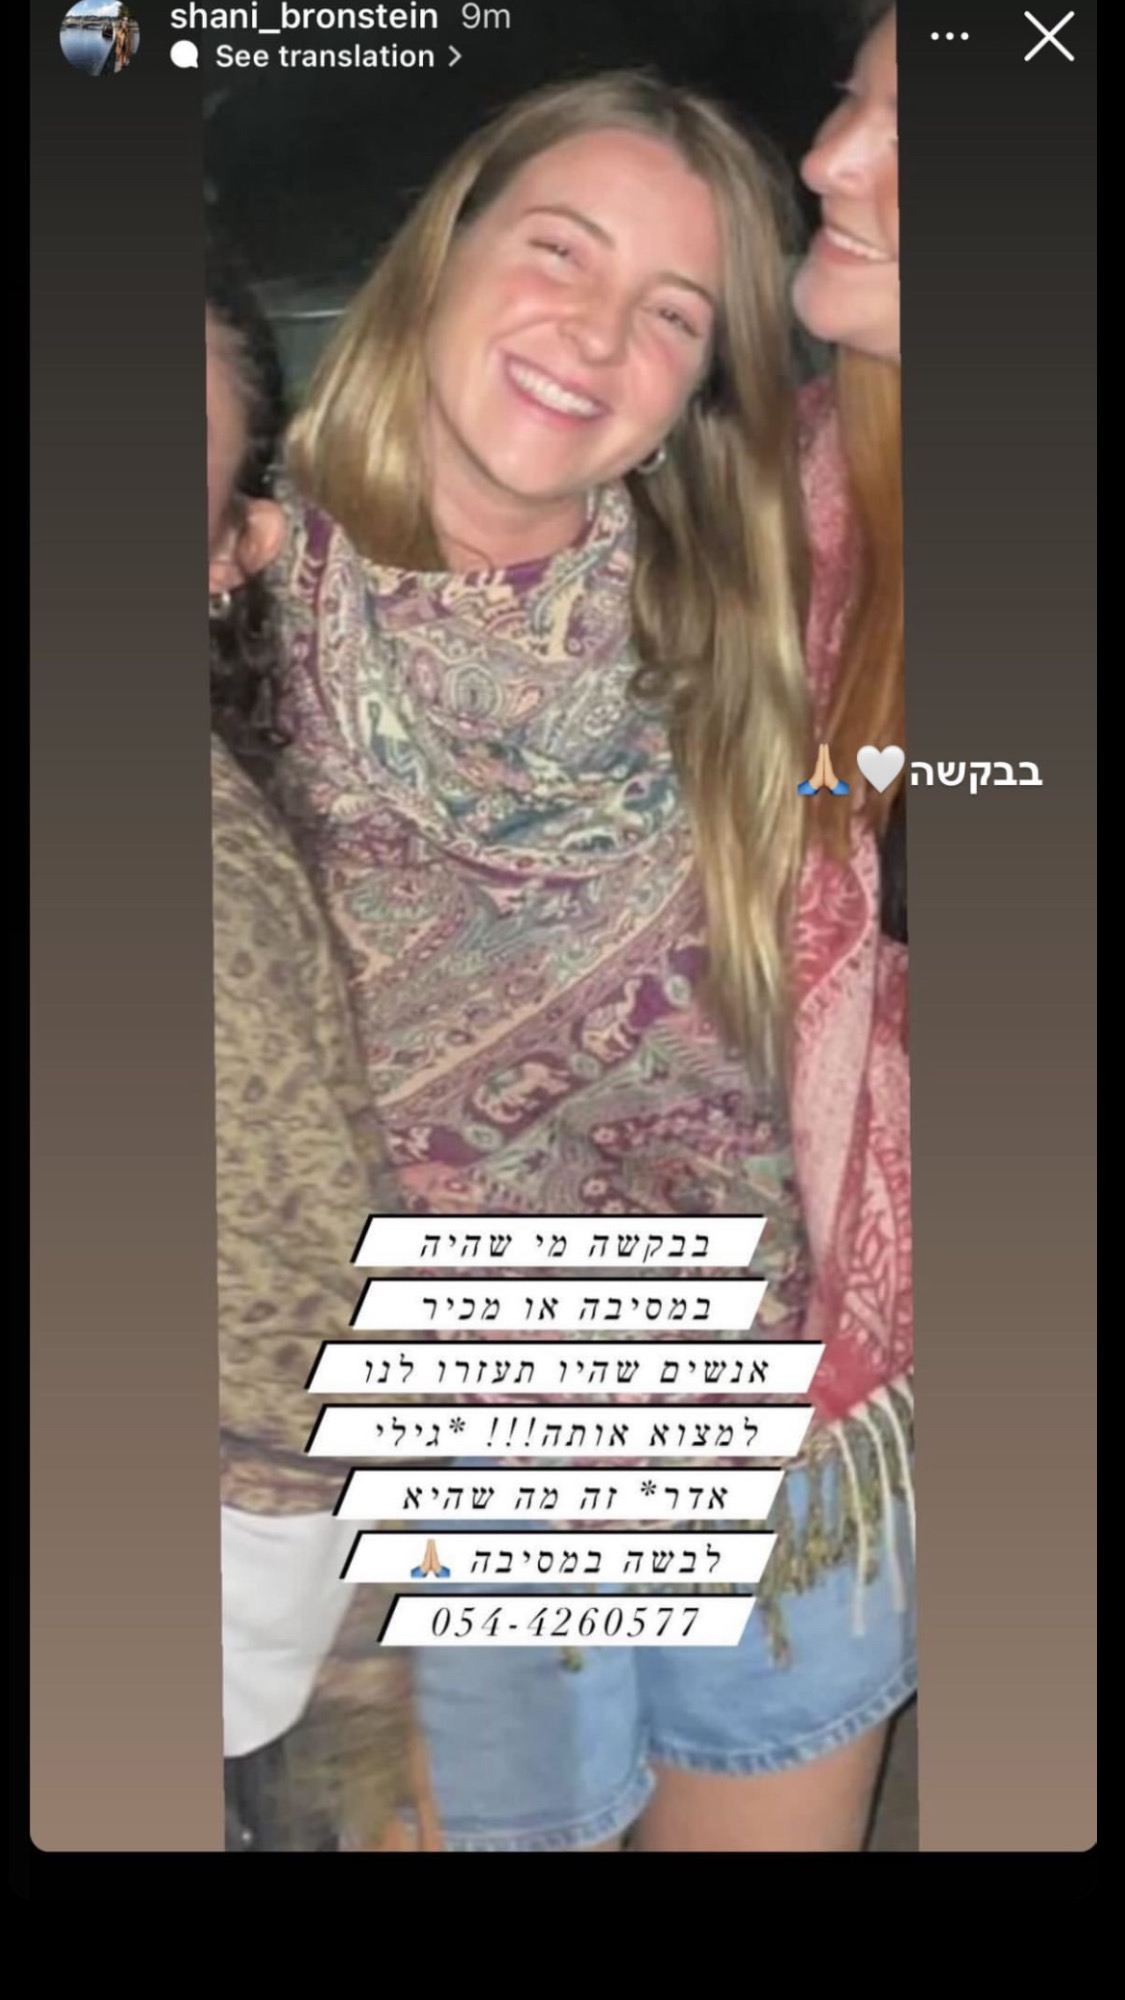 shani_bronstein 9m
See translation >
בבקשה🤍🙏🏼
בבקשה מי שהיה
במסיבה או מכיר
אנשים שהיו תעזרו לנו
למצוא אותה!!! *גילי
אדר* זה מה שהיא
לבשה במסיבה 🙏🏼
054-4260577